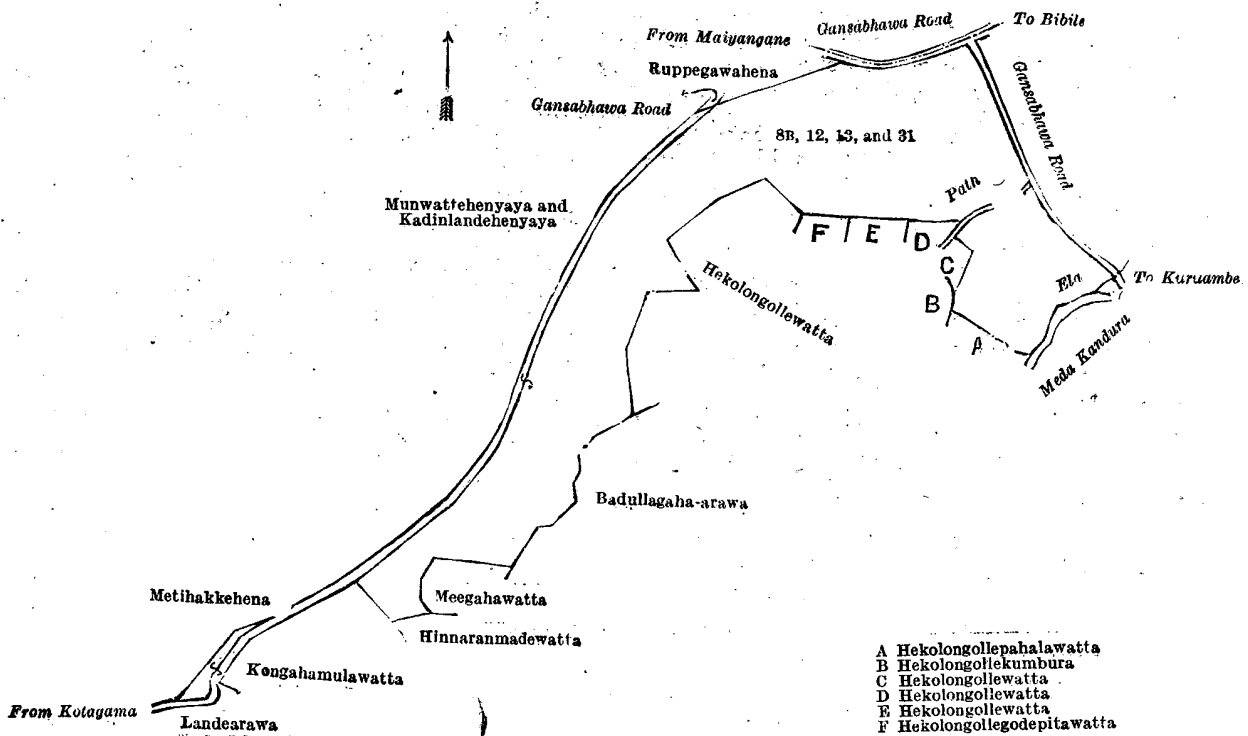 Gansabhawa Road
To Bibile
From Maiyangane
Ruppegawahena
Gansabhawa Road
Gansabhawa Road
8B, 12, 13, and 31
Path
Munwattehenyaya and
Kadinlandehenyaya
F E D
C
B
A
Hekolongollewatta
Ela
To Kuruambe
Meda Kandura
Badullagaha-arawa
Metihakkehena
Meegahawatta
Hinnaranmadewatta
Kongahamulawatta
From Kotagama
Landearawa
A Hekolongollepahalawatta
B Hekolongollekumbura
C Hekolongollewatta
D Hekolongollewatta
E Hekolongollewatta
F Hekolongollegodepitawatta